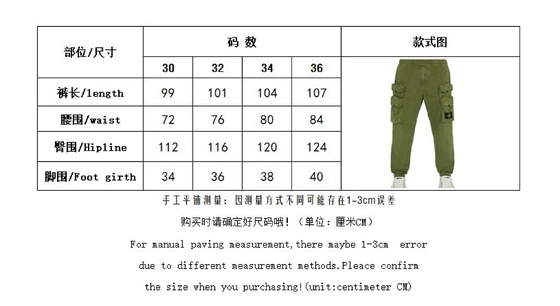 部位/尺寸 码 数 款式图
30 32 34 36
裤长/length 99 101 104 107
腰围/waist 72 76 80 84
臀围/Hipline 112 116 120 124
脚围/Foot girth 34 36 38 40
手工平铺测量：因测量方式不同可能存在1-3cm误差
购买时请确定好尺码哦！（单位：厘米CM）
For manual paving measurement,there maybe 1-3cm error
due to different measurement methods.Pleace confirm
the size when you purchasing!(unit:centimeter CM)